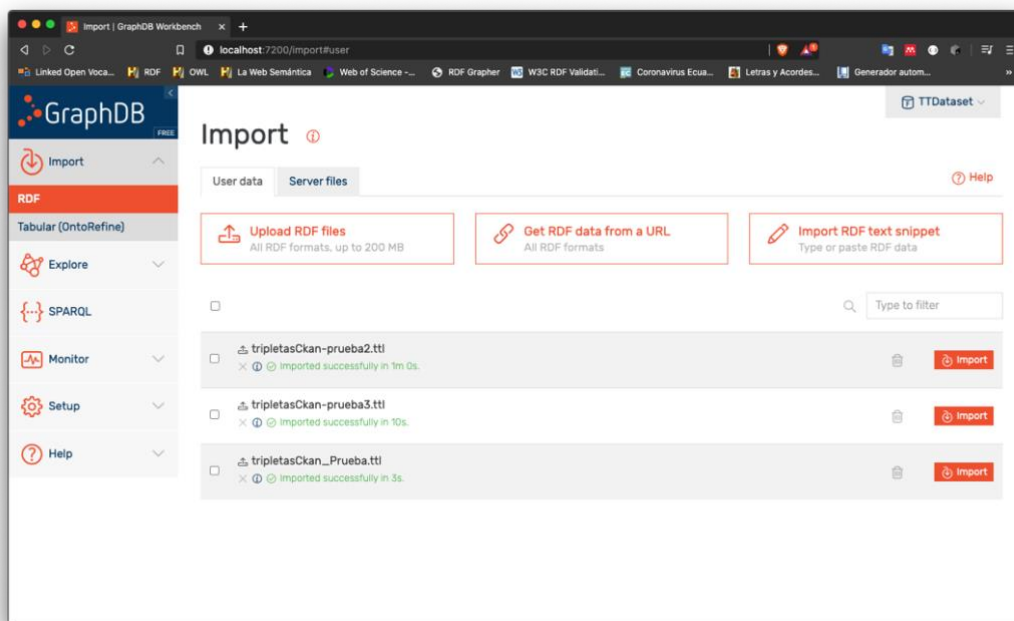 Import | GraphDB Workbench
localhost:7200/import#user
Linked Open Voca...
RDF
OWL
La Web Semántica
Web of Science -...
RDF Grapher
W3C RDF Validati...
Coronavirus Ecua...
Letras y Acordes...
Generador autom...
»
GraphDB
FREE
TTDataset
Import
Import
RDF
Tabular (OntoRefine)
Explore
SPARQL
Monitor
Setup
Help
User data
Server files
Help
Upload RDF files
All RDF formats, up to 200 MB
Get RDF data from a URL
All RDF formats
Import RDF text snippet
Type or paste RDF data
Type to filter
tripletasCkan-prueba2.ttl
Imported successfully in 1m 0s.
Import
tripletasCkan-prueba3.ttl
Imported successfully in 10s.
Import
tripletasCkan_Prueba.ttl
Imported successfully in 3s.
Import